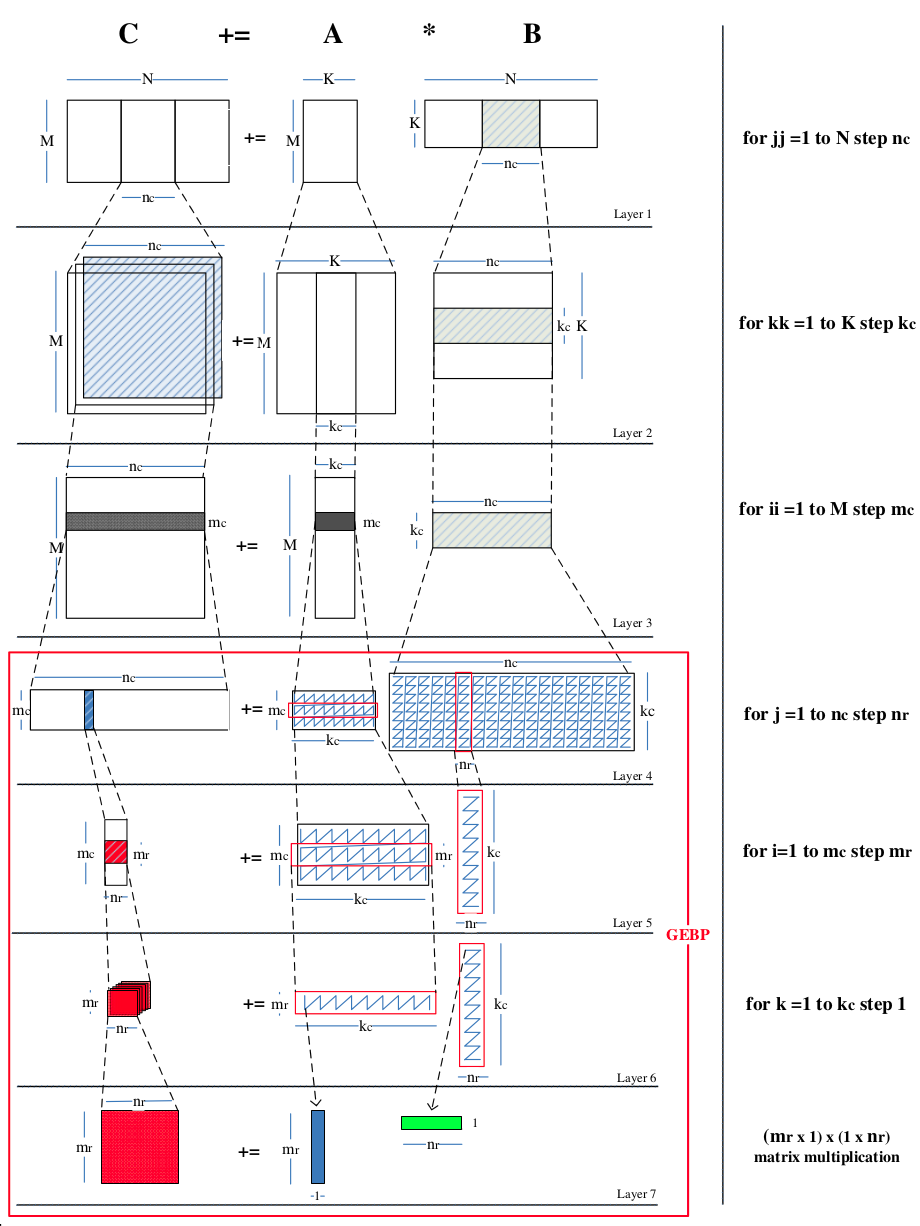 C += A * B
N K N
M += M K for jj =1 to N step nc
nc nc
Layer 1
nc K nc
M += M kc K for kk =1 to K step kc
kc
Layer 2
nc kc nc
M mc += M mc kc for ii =1 to M step mc
Layer 3
nc nc
mc += mc kc for j =1 to nc step nr
kc nr
Layer 4
mc mr += mc mr kc for i=1 to mc step mr
nr kc nr
Layer 5
GEBP
mr += mr kc for k =1 to kc step 1
nr kc nr
Layer 6
nr
mr += mr 1 (mr x 1) x (1 x nr)
nr matrix multiplication
1
Layer 7